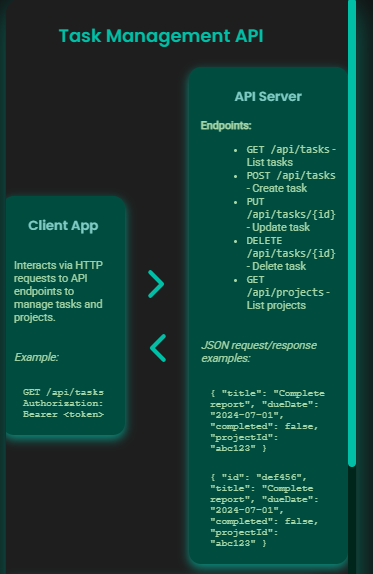 Task Management API
Client App
Interacts via HTTP
requests to API
endpoints to
manage tasks and
projects.
Example:
GET /api/tasks
Authorization:
Bearer <token>
API Server
Endpoints:
• GET /api/tasks -
List tasks
• POST /api/tasks
- Create task
• PUT
/api/tasks/{id}
- Update task
• DELETE
/api/tasks/{id}
- Delete task
• GET
/api/projects -
List projects
JSON request/response
examples:
{ "title": "Complete
report", "dueDate":
"2024-07-01",
"completed": false,
"projectId":
"abc123" }
{ "id": "def456",
"title": "Complete
report", "dueDate":
"2024-07-01",
"completed": false,
"projectId":
"abc123" }